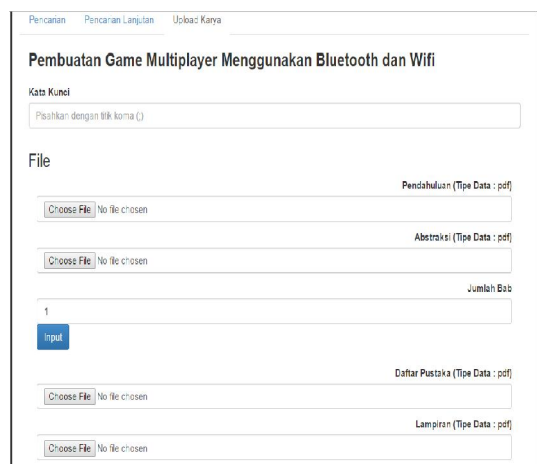 Pencarian Pencarian Lanjutan Upload Karya
Pembuatan Game Multiplayer Menggunakan Bluetooth dan Wifi
Kata Kunci
Pisahkan dengan titik koma (;)
File
Pendahuluan (Tipe Data : pdf)
Choose File No file chosen
Abstraksi (Tipe Data : pdf)
Choose File No file chosen
Jumlah Bab
1
Input
Daftar Pustaka (Tipe Data : pdf)
Choose File No file chosen
Lampiran (Tipe Data : pdf)
Choose File No file chosen